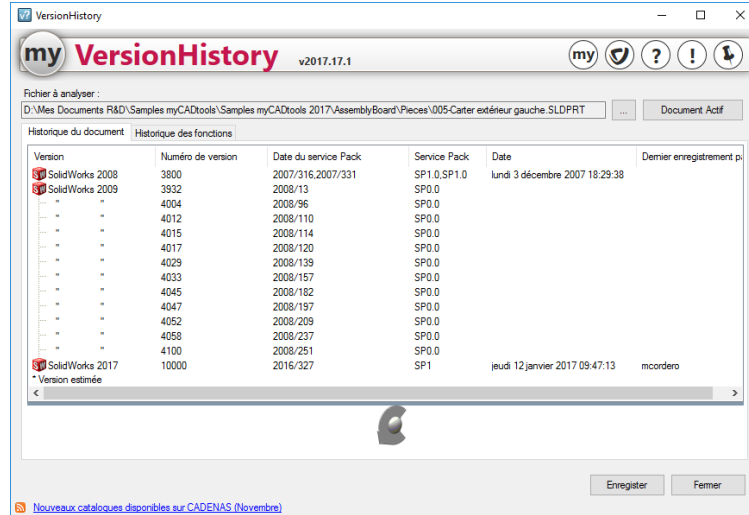 VersionHistory
my VersionHistory v2017.17.1 my ? !
Fichier à analyser :
D:\Mes Documents R&D\Samples myCADtools\Samples myCADtools 2017\AssemblyBoard\Pieces\005-Carter extérieur gauche.SLDPRT ... Document Actif
Historique du document Historique des fonctions
Version Numéro de version Date du service Pack Service Pack Date Dernier enregistrement pa
SolidWorks 2008 3800 2007/316,2007/331 SP1.0,SP1.0 lundi 3 décembre 2007 18:29:38
SolidWorks 2009 3932 2008/13 SP0.0
" " 4004 2008/96 SP0.0
" " 4012 2008/110 SP0.0
" " 4015 2008/114 SP0.0
" " 4017 2008/120 SP0.0
" " 4029 2008/139 SP0.0
" " 4033 2008/157 SP0.0
" " 4045 2008/182 SP0.0
" " 4047 2008/197 SP0.0
" " 4052 2008/209 SP0.0
" " 4058 2008/237 SP0.0
" " 4100 2008/251 SP0.0
SolidWorks 2017 10000 2016/327 SP1 jeudi 12 janvier 2017 09:47:13 mcordero
* Version estimée
Enregister Fermer
Nouveaux catalogues disponibles sur CADENAS (Novembre)